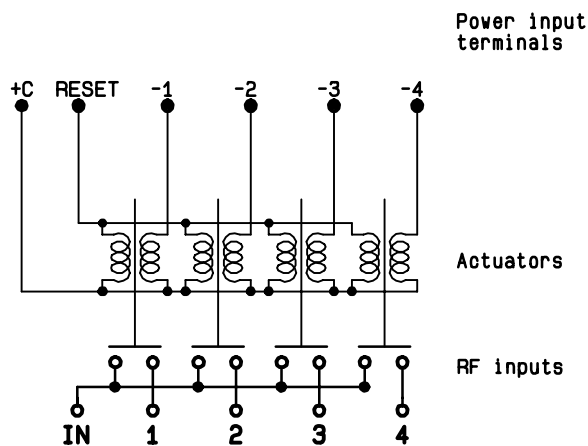 Power input
terminals
+C RESET -1 -2 -3 -4
Actuators
RF inputs
IN 1 2 3 4